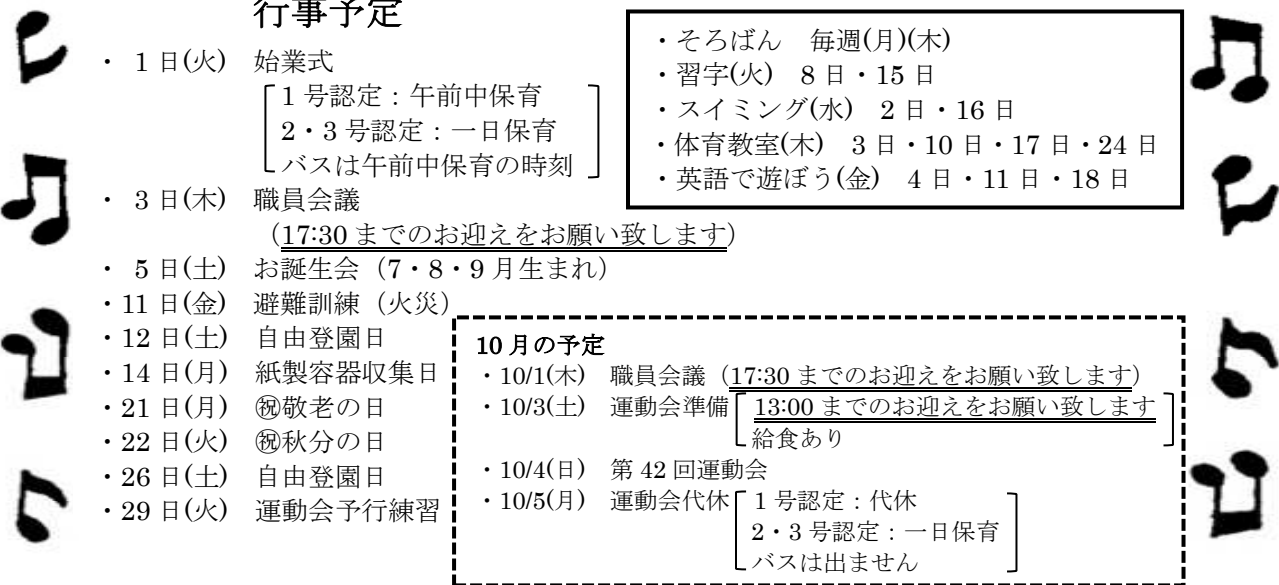 行事予定
・ 1日(火) 始業式
1号認定：午前中保育
2・3号認定：一日保育
バスは午前中保育の時刻
・ 3日(木) 職員会議
（17:30までのお迎えをお願い致します）
・ 5日(土) お誕生会（7・8・9月生まれ）
・11日(金) 避難訓練（火災）
・12日(土) 自由登園日
・14日(月) 紙製容器収集日
・21日(月) ㊗敬老の日
・22日(火) ㊗秋分の日
・26日(土) 自由登園日
・29日(火) 運動会予行練習
・そろばん 毎週(月)(木)
・習字(火) 8日・15日
・スイミング(水) 2日・16日
・体育教室(木) 3日・10日・17日・24日
・英語で遊ぼう(金) 4日・11日・18日
10月の予定
・10/1(木) 職員会議（17:30までのお迎えをお願い致します）
・10/3(土) 運動会準備 13:00までのお迎えをお願い致します
給食あり
・10/4(日) 第42回運動会
・10/5(月) 運動会代休 1号認定：代休
2・3号認定：一日保育
バスは出ません